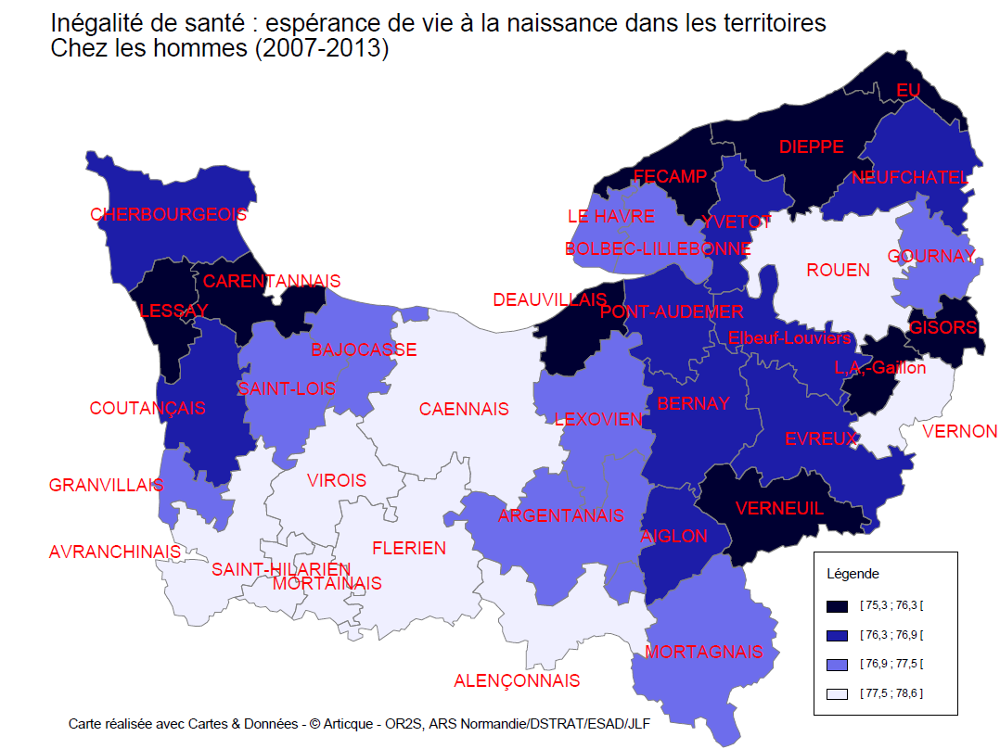 Inégalité de santé : espérance de vie à la naissance dans les territoires
Chez les hommes (2007-2013)
EU
DIEPPE
FECAMP
NEUFCHATEL
CHERBOURGEOIS
LE HAVRE
YVETOT
BOLBEC-LILLEBONNE
GOURNAY
ROUEN
CARENTANNAIS
DEAUVILLAIS
LESSAY
PONT-AUDEMER
GISORS
Elbeuf-Louviers
BAJOCASSE
L,A,-Gaillon
SAINT-LOIS
COUTANÇAIS
CAENNAIS
BERNAY
LEXOVIEN
VERNON
EVREUX
GRANVILLAIS
VIROIS
VERNEUIL
ARGENTANAIS
AIGLON
FLERIEN
AVRANCHINAIS
SAINT-HILARIEN
MORTAINAIS
MORTAGNAIS
ALENÇONNAIS
Légende
[ 75,3 ; 76,3 [
[ 76,3 ; 76,9 [
[ 76,9 ; 77,5 [
[ 77,5 ; 78,6 ]
Carte réalisée avec Cartes & Données - © Articque - OR2S, ARS Normandie/DSTRAT/ESAD/JLF